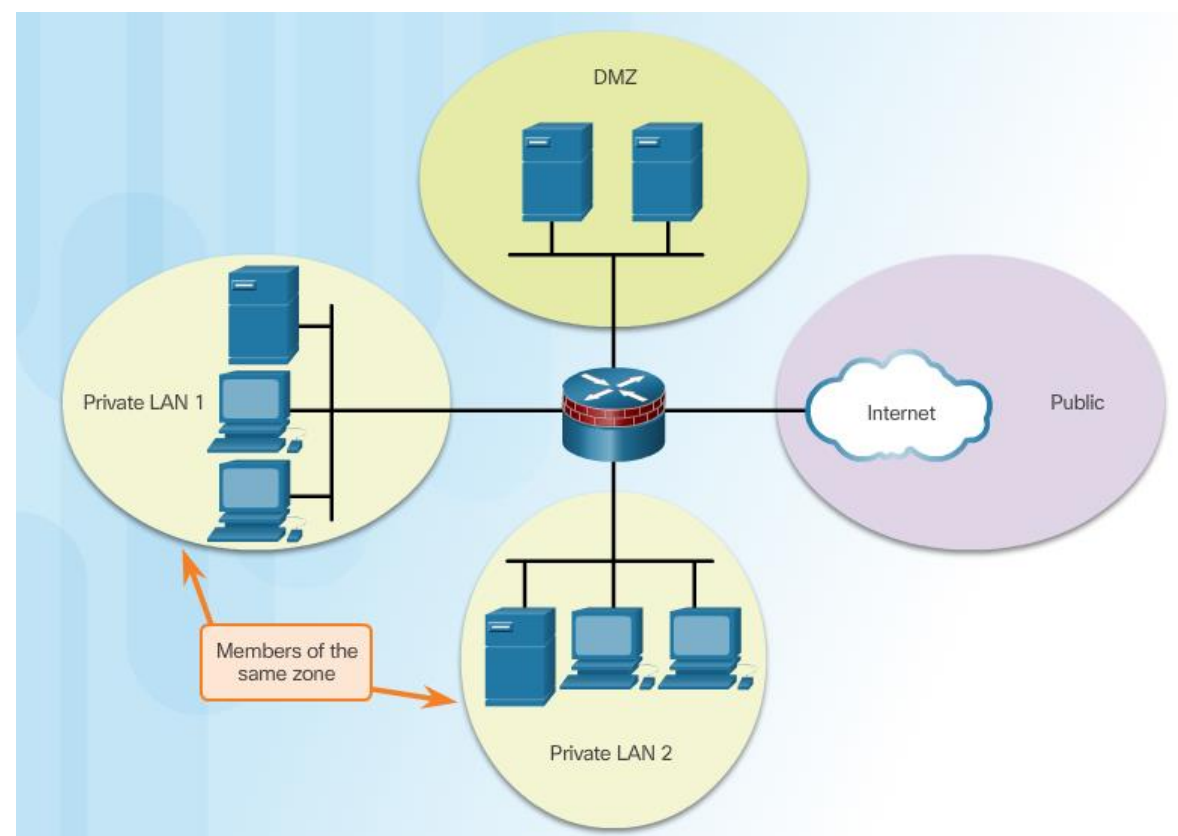 DMZ
Private LAN 1
Internet
Public
Members of the
same zone
Private LAN 2